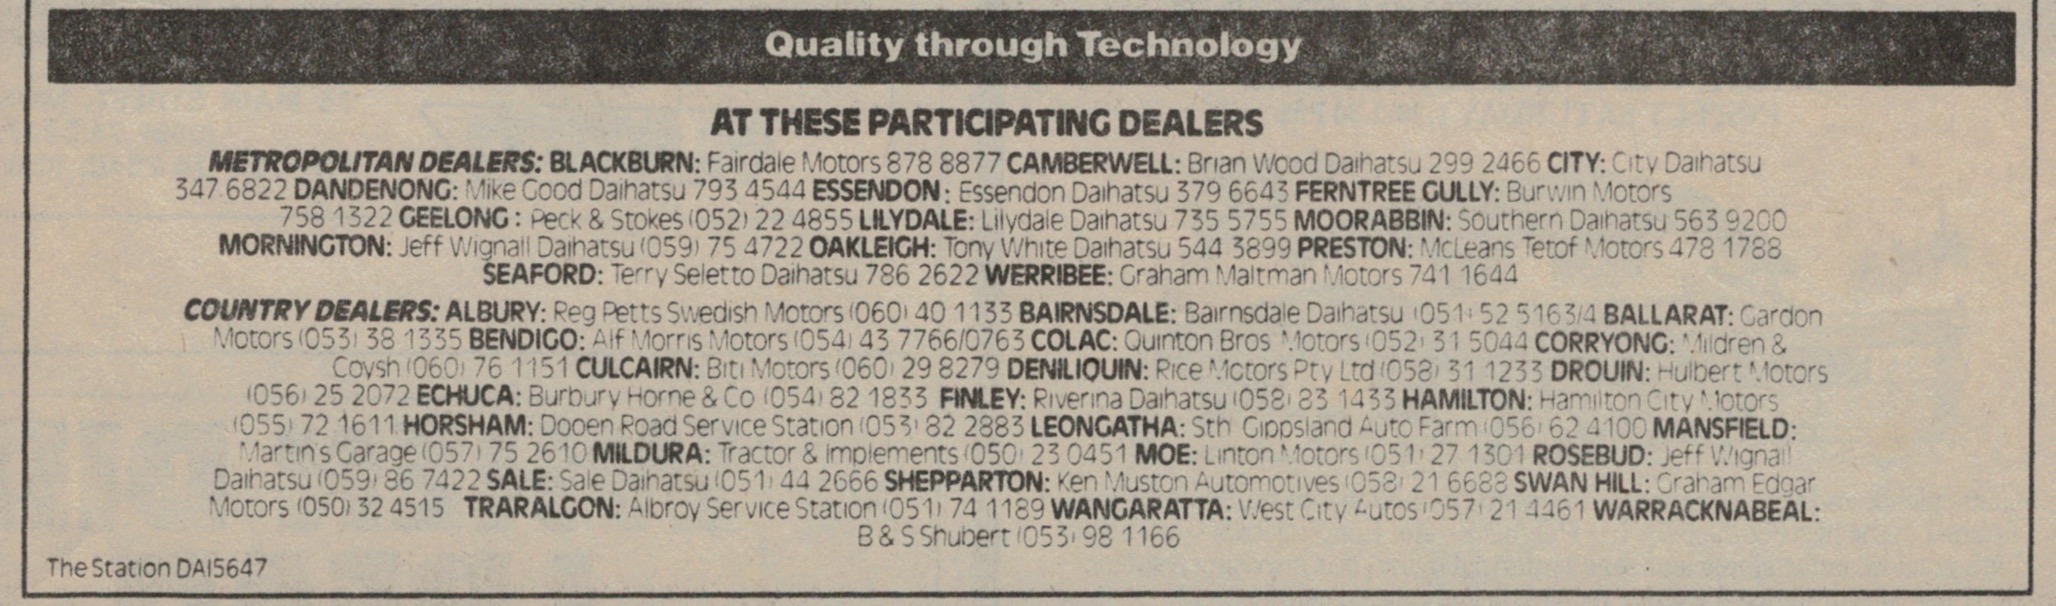 Quality through Technology
AT THESE PARTICIPATING DEALERS
METROPOLITAN DEALERS: BLACKBURN: Fairdale Motors 878 8877 CAMBERWELL: Brian Wood Daihatsu 299 2466 CITY: City Daihatsu
347 6822 DANDENONG: Mike Good Daihatsu 793 4544 ESSENDON: Essendon Daihatsu 379 6643 FERNTREE GULLY: Burwin Motors
758 1322 GEELONG: Peck & Stokes (052) 22 4855 LILYDALE: Lilydale Daihatsu 735 5755 MOORABBIN: Southern Daihatsu 563 9200
MORNINGTON: Jeff Wignall Daihatsu (059) 75 4722 OAKLEIGH: Tony White Daihatsu 544 3899 PRESTON: McLeans Tetof Motors 478 1788
SEAFORD: Terry Seletto Daihatsu 786 2622 WERRIBEE: Graham Maltman Motors 741 1644
COUNTRY DEALERS: ALBURY: Reg Petts Swedish Motors (060) 40 1133 BAIRNSDALE: Bairnsdale Daihatsu (051) 52 5163/4 BALLARAT: Gardon
Motors (053) 38 1335 BENDIGO: Alf Morris Motors (054) 43 7766/0763 COLAC: Quinton Bros Motors (052) 31 5044 CORRYONG: Mildren &
Coysh (060) 76 1151 CULCAIRN: Biti Motors (060) 29 8279 DENILIQUIN: Rice Motors Pty Ltd (058) 31 1233 DROUIN: Hulbert Motors
(056) 25 2072 ECHUCA: Burbury Horne & Co (054) 82 1833 FINLEY: Riverina Daihatsu (058) 83 1433 HAMILTON: Hamilton City Motors
(055) 72 1611 HORSHAM: Dooen Road Service Station (053) 82 2883 LEONGATHA: Sth Gippsland Auto Farm (056) 62 4100 MANSFIELD:
Martin's Garage (057) 75 2610 MILDURA: Tractor & Implements (050) 23 0451 MOE: Linton Motors (051) 27 1301 ROSEBUD: Jeff Wignall
Daihatsu (059) 86 7422 SALE: Sale Daihatsu (051) 44 2666 SHEPPARTON: Ken Muston Automotives (058) 21 6688 SWAN HILL: Graham Edgar
Motors (050) 32 4515 TRARALGON: Albroy Service Station (051) 74 1189 WANGARATTA: West City Autos (057) 21 4461 WARRACKNABEAL:
B & S Shubert (053) 98 1166
The Station DAI5647